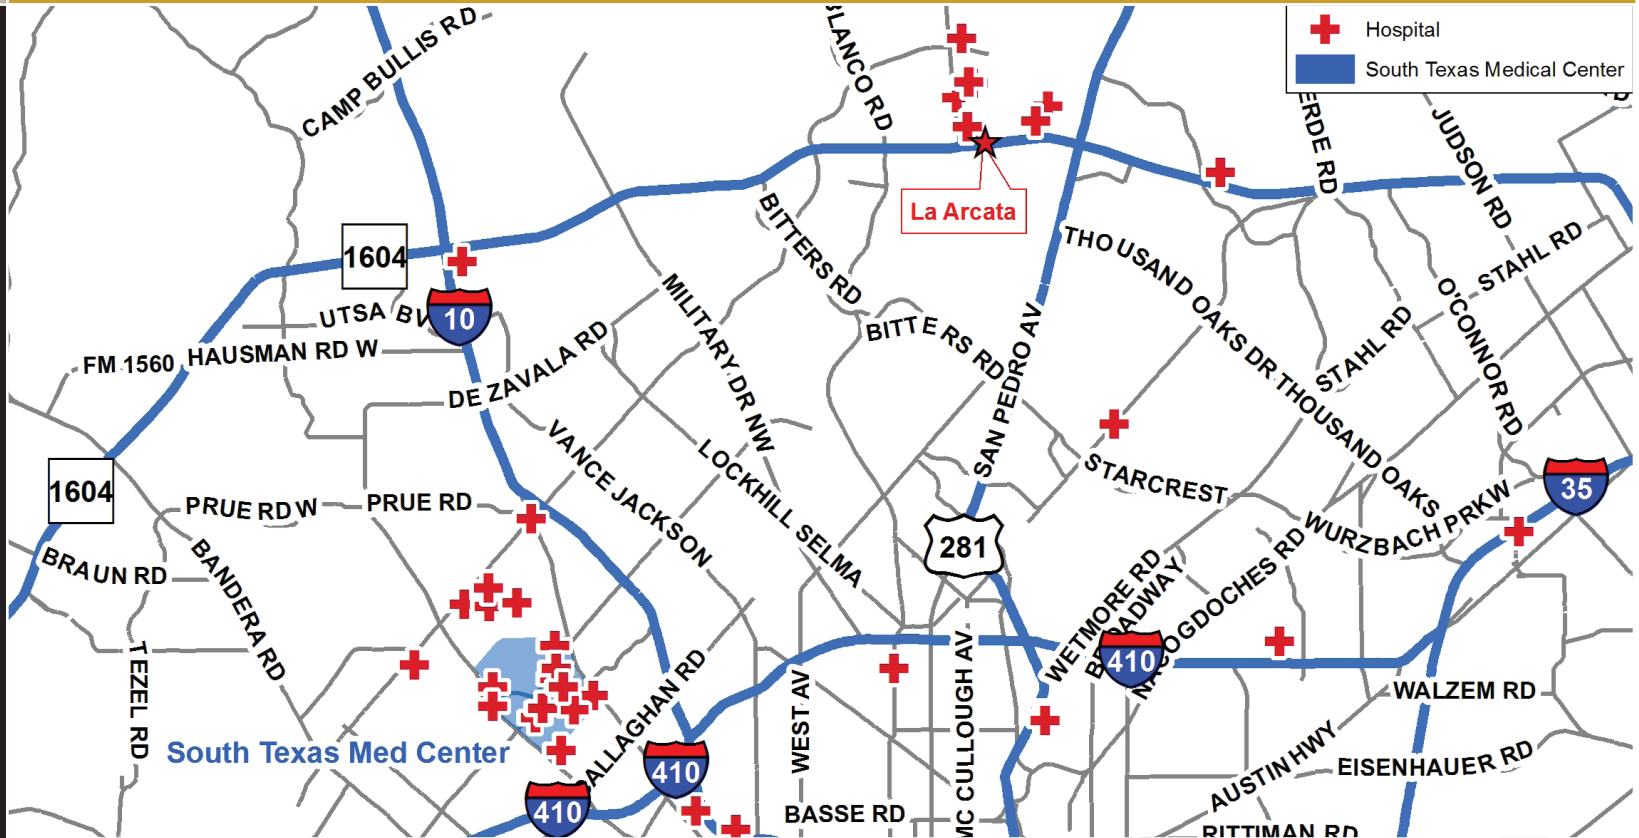 Hospital
South Texas Medical Center
CAMP BULLIS RD
BLANCO RD
ERDE RD
JUDSON RD
La Arcata
1604
BITTERS RD
THOUSAND OAKS DR
THOUSAND OAKS
STAHL RD
O'CONNOR RD
UTSA BV
10
MILITARY DR NW
BITTERS RD
SAN PEDRO AV
STAHL RD
FM 1560
HAUSMAN RD W
DE ZAVALA RD
VANCE JACKSON
LOCKHILL SELMA
STARCREST
1604
PRUE RD W
PRUE RD
35
WURZBACH PRKW
281
BRAUN RD
BANDERA RD
WETMORE RD
BROADWAY
NACOGDOCHES RD
410
TEZEL RD
CALLAGHAN RD
WEST AV
MC CULLOUGH AV
WALZEM RD
South Texas Med Center
410
410
BASSE RD
AUSTIN HWY
EISENHAUER RD
RITTIMAN RD